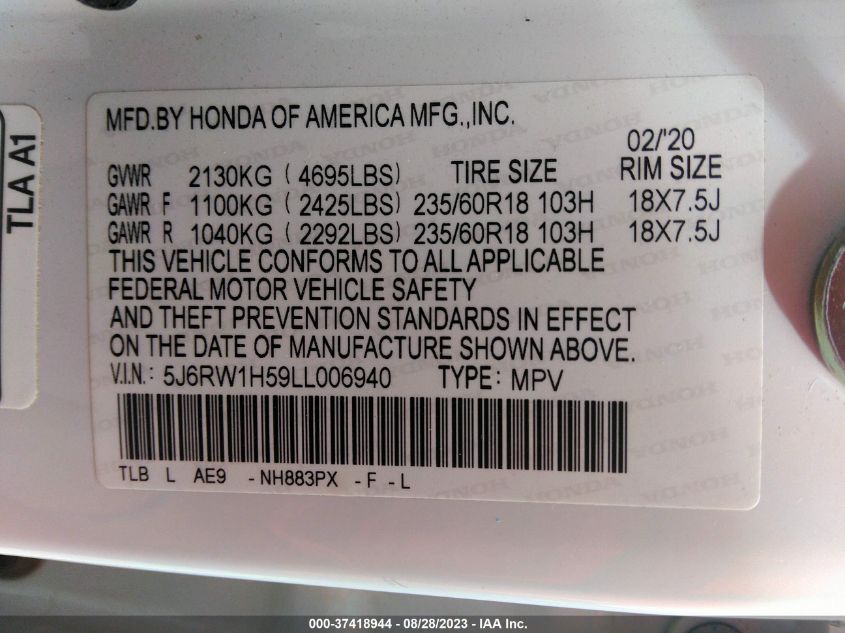 TLA A1
MFD.BY HONDA OF AMERICA MFG.,INC.
02/'20
GVWR 2130KG ( 4695LBS) TIRE SIZE RIM SIZE
GAWR F 1100KG ( 2425LBS) 235/60R18 103H 18X7.5J
GAWR R 1040KG ( 2292LBS) 235/60R18 103H 18X7.5J
THIS VEHICLE CONFORMS TO ALL APPLICABLE
FEDERAL MOTOR VEHICLE SAFETY
AND THEFT PREVENTION STANDARDS IN EFFECT
ON THE DATE OF MANUFACTURE SHOWN ABOVE.
V.I.N.: 5J6RW1H59LL006940 TYPE: MPV
TLB L AE9 -NH883PX -F -L
000-37418944 - 08/28/2023 - IAA Inc.